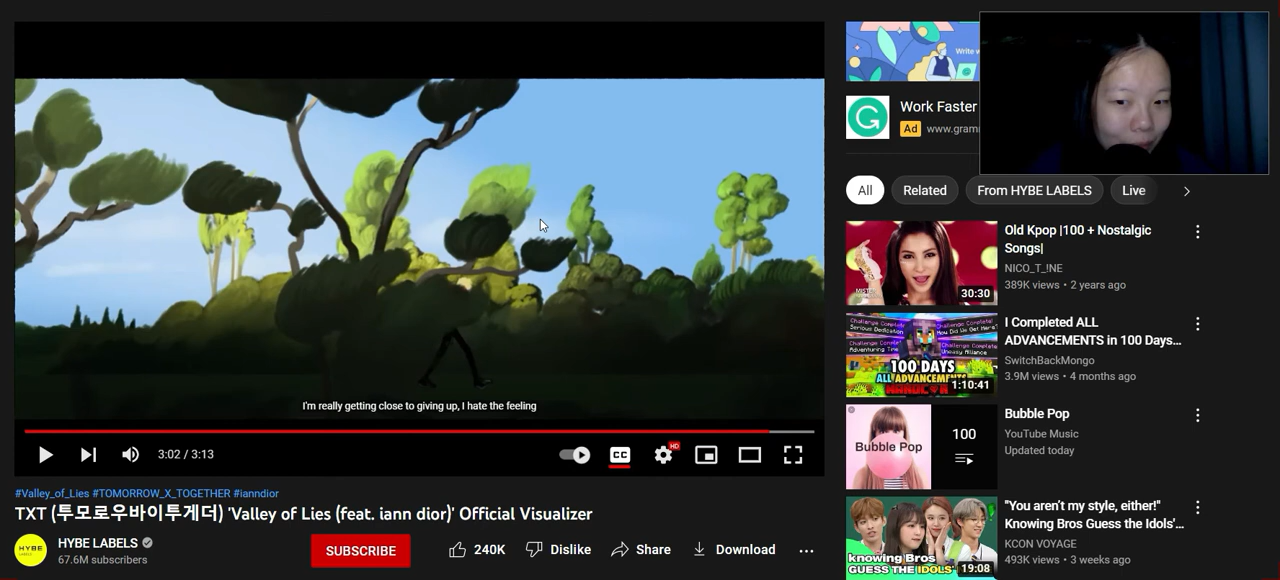 I'm really getting close to giving up, I hate the feeling
3:02 / 3:13
CC
HD
#Valley_of_Lies #TOMORROW_X_TOGETHER #ianndior
TXT (투모로우바이투게더) 'Valley of Lies (feat. iann dior)' Official Visualizer
HYBE
LABELS
HYBE LABELS
67.6M subscribers
SUBSCRIBE
240K
Dislike
Share
Download
Write
Work Faster
Ad www.gram
All
Related
From HYBE LABELS
Live
30:30
Old Kpop |100 + Nostalgic
Songs|
NICO_T_!NE
389K views • 2 years ago
100 DAYS
ALL ADVANCEMENTS
1:10:41
I Completed ALL
ADVANCEMENTS in 100 Days...
SwitchBackMongo
3.9M views • 4 months ago
Bubble Pop
100
Bubble Pop
YouTube Music
Updated today
knowing Bros
GUESS THE IDOLS'
19:08
"You aren't my style, either!"
Knowing Bros Guess the Idols'...
KCON VOYAGE
493K views • 3 weeks ago